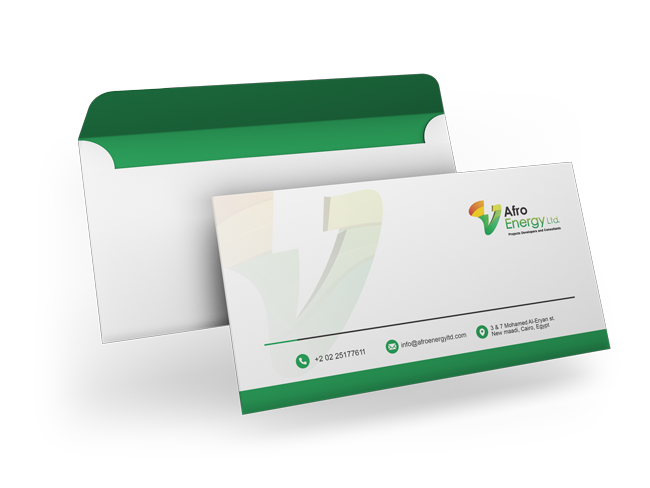 Afro
Energy Ltd.
Projects Developers and Consultants
+2 02 25177611
info@afroenergyltd.com
3 & 7 Mohamed Al-Eryan st.
New maadi, Cairo, Egypt